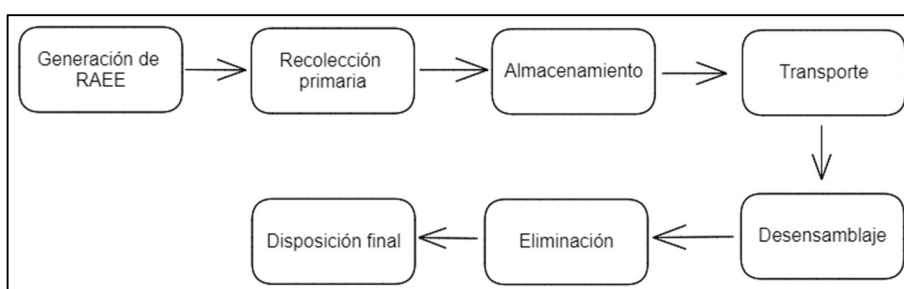 Generación de
RAEE
Recolección
primaria
Almacenamiento
Transporte
Desensamblaje
Eliminación
Disposición final